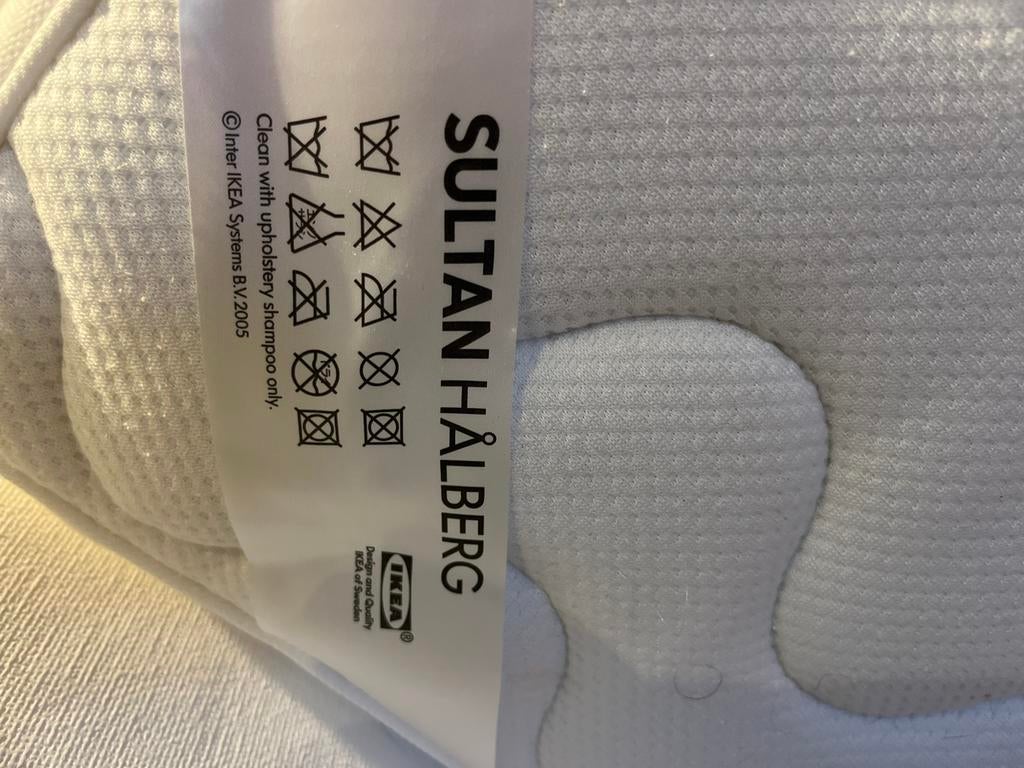 SULTAN HÅLBERG
Clean with upholstery shampoo only.
© Inter IKEA Systems B.V. 2005
IKEA®
Design and Quality
IKEA of Sweden